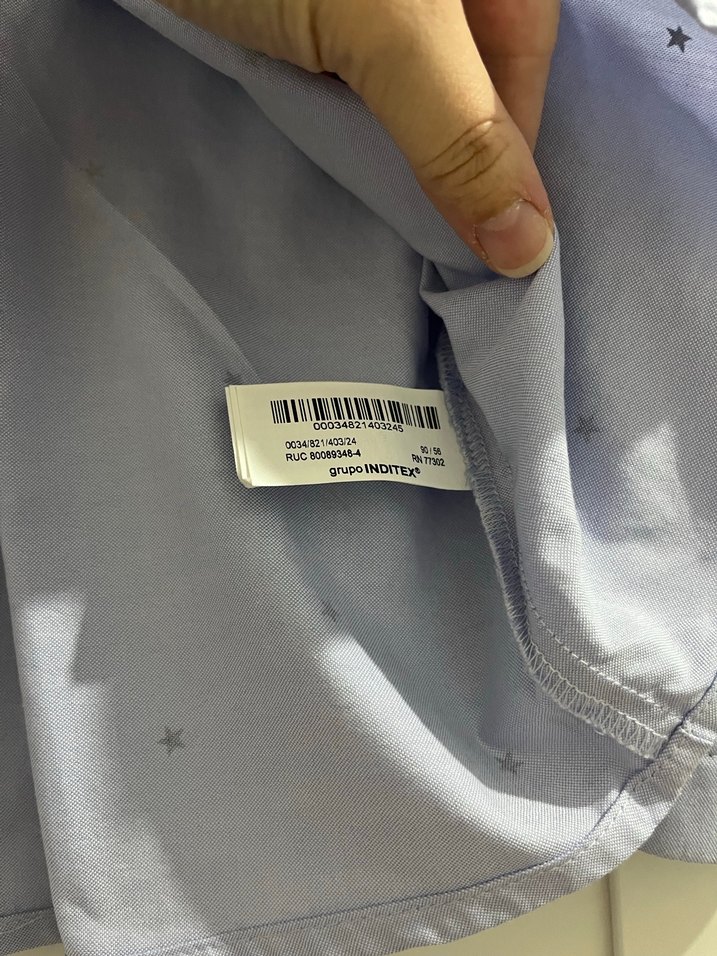 00034821403245
0034/821/403/24 90 / 56
RUC 80089348-4 RN 77302
grupo INDITEX®